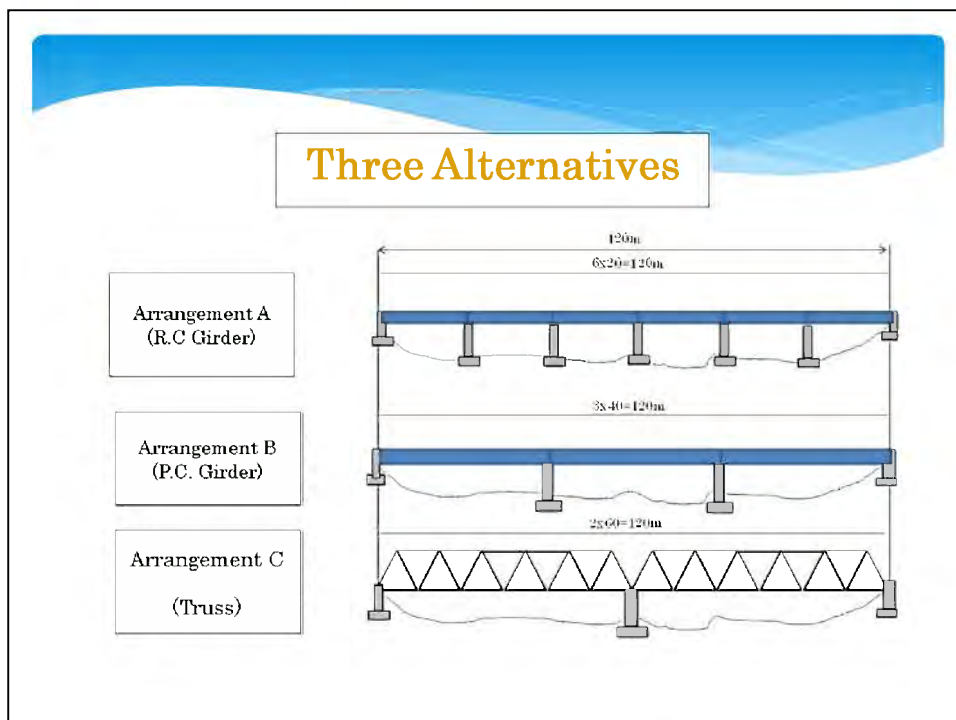 Three Alternatives
120m
6x20=120m
Arrangement A
(R.C Girder)
3x40=120m
Arrangement B
(P.C. Girder)
2x60=120m
Arrangement C
(Truss)